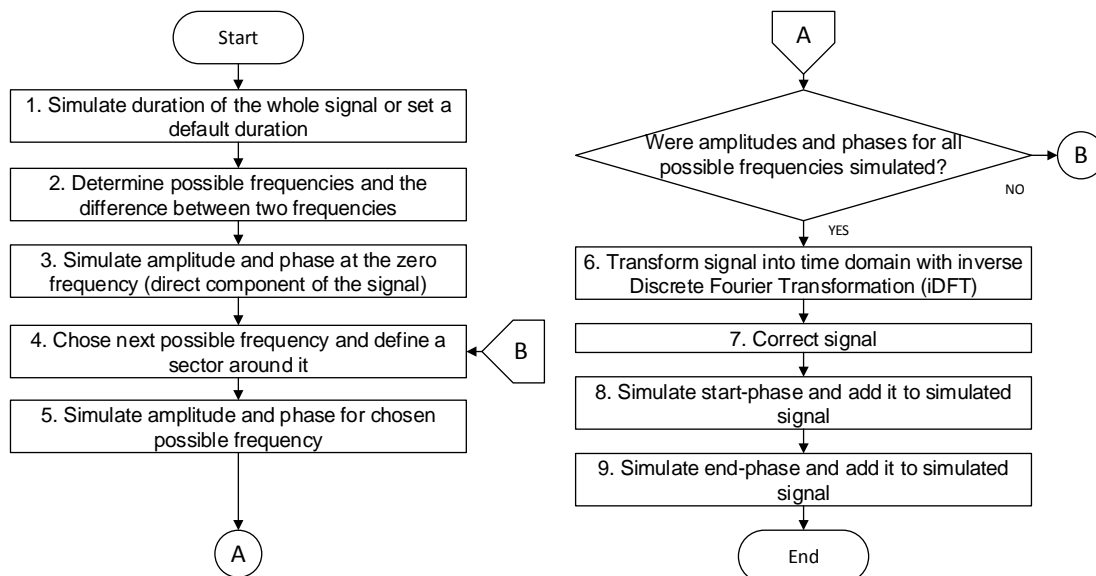 Start
1. Simulate duration of the whole signal or set a
default duration
2. Determine possible frequencies and the
difference between two frequencies
3. Simulate amplitude and phase at the zero
frequency (direct component of the signal)
4. Chose next possible frequency and define a
sector around it
B
5. Simulate amplitude and phase for chosen
possible frequency
A
A
Were amplitudes and phases for all
possible frequencies simulated?
B
NO
YES
6. Transform signal into time domain with inverse
Discrete Fourier Transformation (iDFT)
7. Correct signal
8. Simulate start-phase and add it to simulated
signal
9. Simulate end-phase and add it to simulated
signal
End